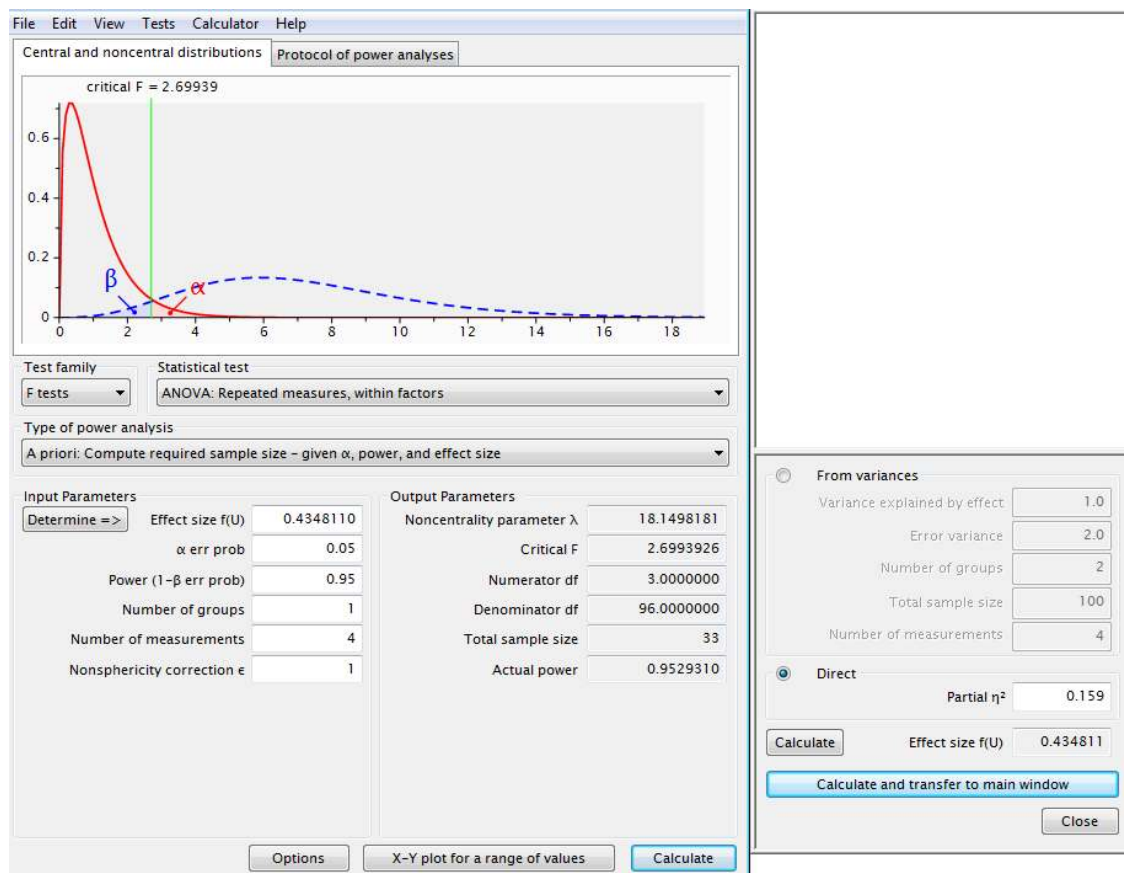 File Edit View Tests Calculator Help
Central and noncentral distributions Protocol of power analyses
critical F = 2.69939
0.6
0.4
0.2
0
β
α
0 2 4 6 8 10 12 14 16 18
Test family Statistical test
F tests ANOVA: Repeated measures, within factors
Type of power analysis
A priori: Compute required sample size – given α, power, and effect size
Input Parameters
Determine => Effect size f(U) 0.4348110
α err prob 0.05
Power (1–β err prob) 0.95
Number of groups 1
Number of measurements 4
Nonsphericity correction ϵ 1
Output Parameters
Noncentrality parameter λ 18.1498181
Critical F 2.6993926
Numerator df 3.0000000
Denominator df 96.0000000
Total sample size 33
Actual power 0.9529310
Options X–Y plot for a range of values Calculate
From variances
Variance explained by effect 1.0
Error variance 2.0
Number of groups 2
Total sample size 100
Number of measurements 4
Direct
Partial η² 0.159
Calculate Effect size f(U) 0.434811
Calculate and transfer to main window
Close